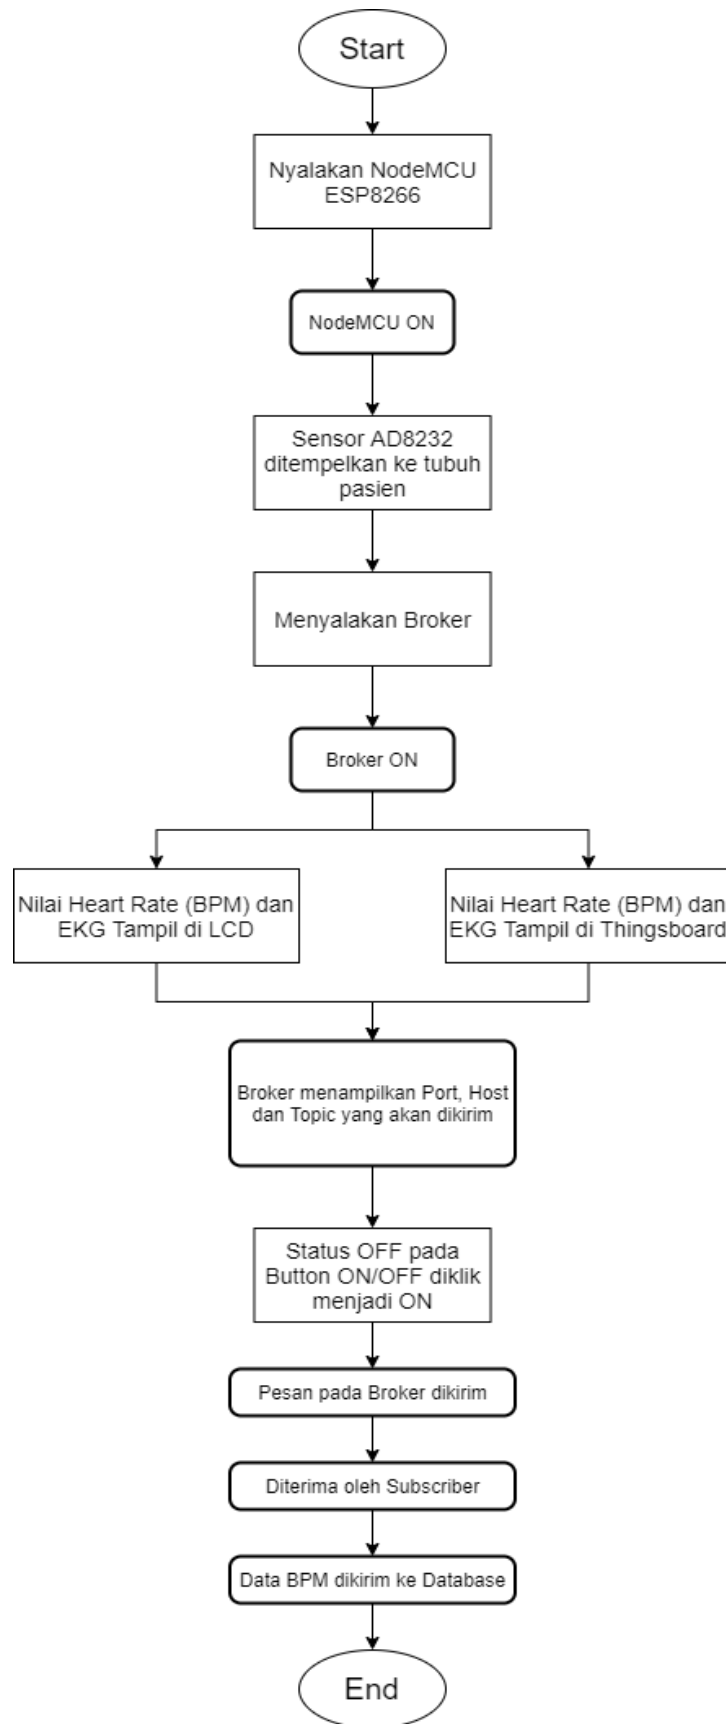 Start
Nyalakan NodeMCU
ESP8266
NodeMCU ON
Sensor AD8232
ditempelkan ke tubuh
pasien
Menyalakan Broker
Broker ON
Nilai Heart Rate (BPM) dan
EKG Tampil di LCD
Nilai Heart Rate (BPM) dan
EKG Tampil di Thingsboard
Broker menampilkan Port, Host
dan Topic yang akan dikirim
Status OFF pada
Button ON/OFF diklik
menjadi ON
Pesan pada Broker dikirim
Diterima oleh Subscriber
Data BPM dikirim ke Database
End